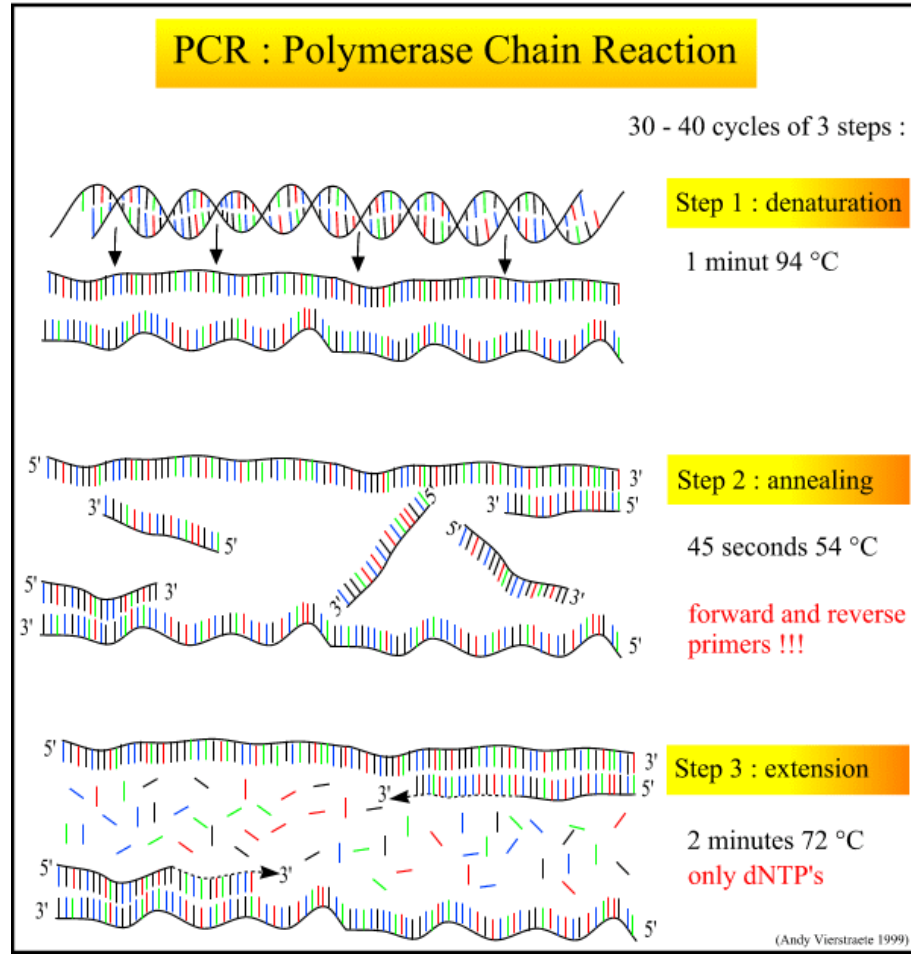 PCR : Polymerase Chain Reaction
30 - 40 cycles of 3 steps :
Step 1 : denaturation
1 minut 94 °C
5'
3'
Step 2 : annealing
3'
5'
5'
3'
5'
5'
45 seconds 54 °C
5'
3'
3'
3'
3'
forward and reverse
primers !!!
5'
5'
3'
Step 3 : extension
3'
5'
2 minutes 72 °C
only dNTP's
5'
3'
3'
5'
(Andy Vierstraete 1999)